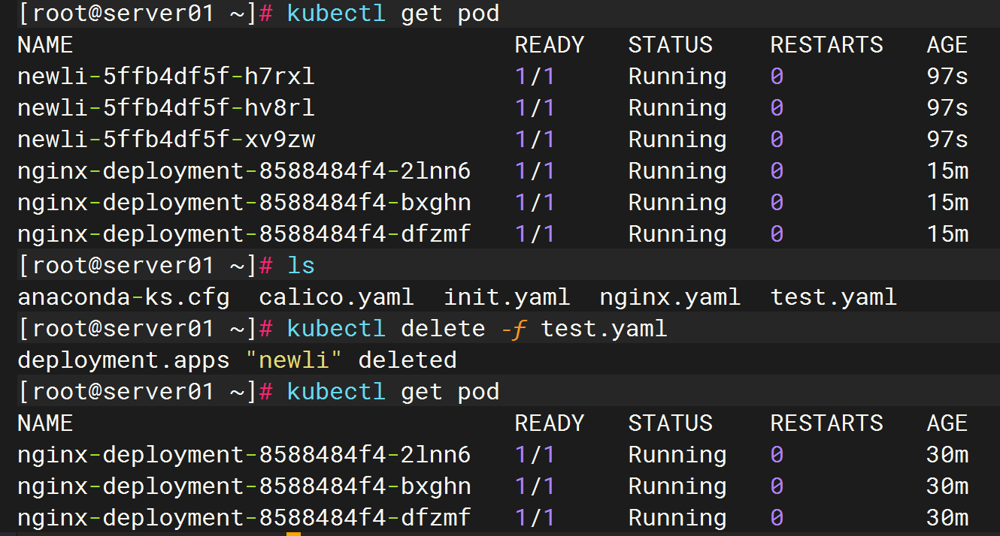 [root@server01 ~]# kubectl get pod
NAME READY STATUS RESTARTS AGE
newli-5ffb4df5f-h7rxl 1/1 Running 0 97s
newli-5ffb4df5f-hv8rl 1/1 Running 0 97s
newli-5ffb4df5f-xv9zw 1/1 Running 0 97s
nginx-deployment-8588484f4-2lnn6 1/1 Running 0 15m
nginx-deployment-8588484f4-bxghn 1/1 Running 0 15m
nginx-deployment-8588484f4-dfzmf 1/1 Running 0 15m
[root@server01 ~]# ls
anaconda-ks.cfg calico.yaml init.yaml nginx.yaml test.yaml
[root@server01 ~]# kubectl delete -f test.yaml
deployment.apps "newli" deleted
[root@server01 ~]# kubectl get pod
NAME READY STATUS RESTARTS AGE
nginx-deployment-8588484f4-2lnn6 1/1 Running 0 30m
nginx-deployment-8588484f4-bxghn 1/1 Running 0 30m
nginx-deployment-8588484f4-dfzmf 1/1 Running 0 30m